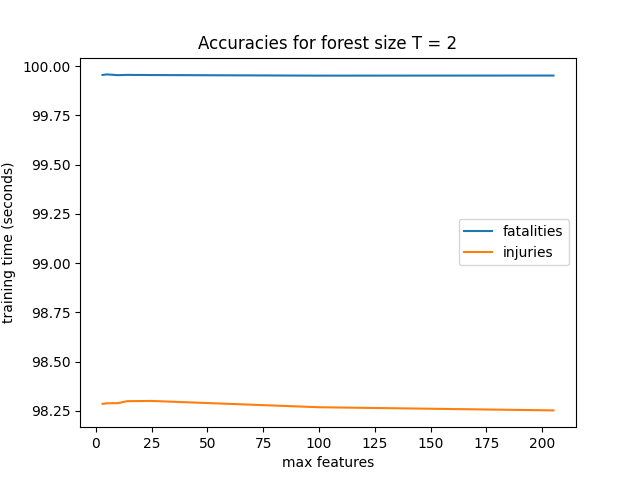 Accuracies for forest size T = 2
100.00
99.75
99.50
99.25
99.00
98.75
98.50
98.25
training time (seconds)
fatalities
injuries
0 25 50 75 100 125 150 175 200
max features